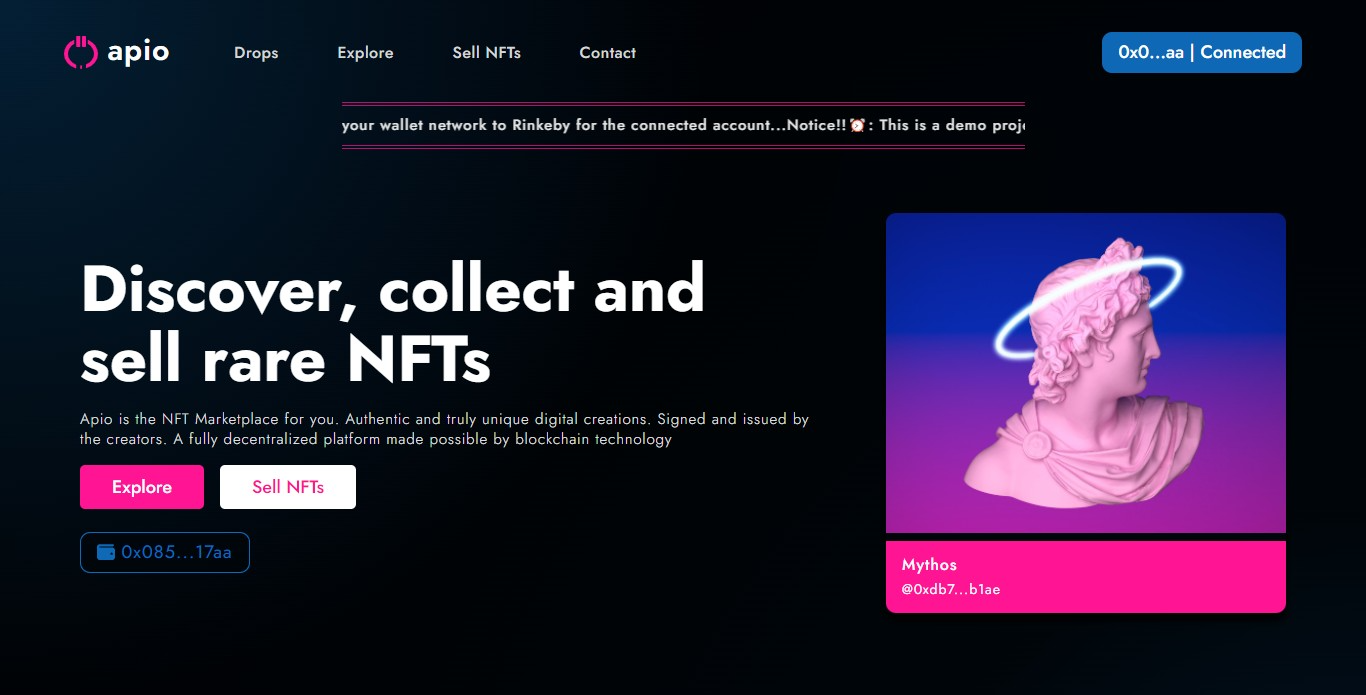 apio
Drops
Explore
Sell NFTs
Contact
0x0...aa | Connected
your wallet network to Rinkeby for the connected account...Notice!!⏰: This is a demo
Discover, collect and
sell rare NFTs
Apio is the NFT Marketplace for you. Authentic and truly unique digital creations. Signed and issued by
the creators. A fully decentralized platform made possible by blockchain technology
Explore
Sell NFTs
0x085...17aa
Mythos
@0xdb7...b1ae